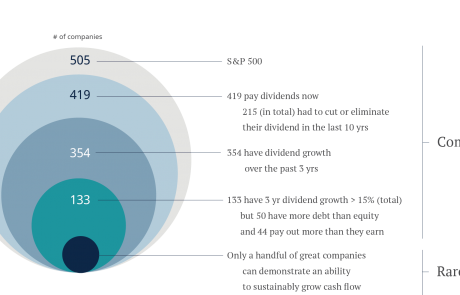 # of companies
505
S&P 500
419
419 pay dividends now
215 (in total) had to cut or eliminate
their dividend in the last 10 yrs
354
354 have dividend growth
over the past 3 yrs
133
133 have 3 yr dividend growth > 15% (total)
but 50 have more debt than equity
and 44 pay out more than they earn
Only a handful of great companies
can demonstrate an ability
to sustainably grow cash flow